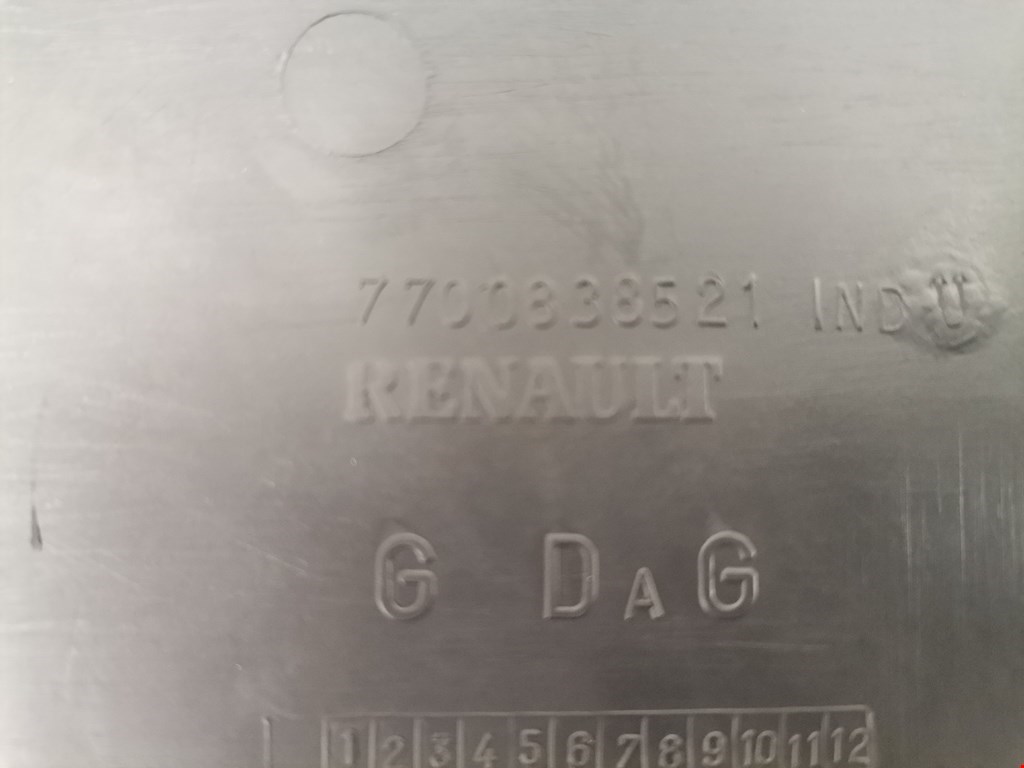 7700838521 IND
RENAULT
G DAG
1 2 3 4 5 6 7 8 9 10 11 12